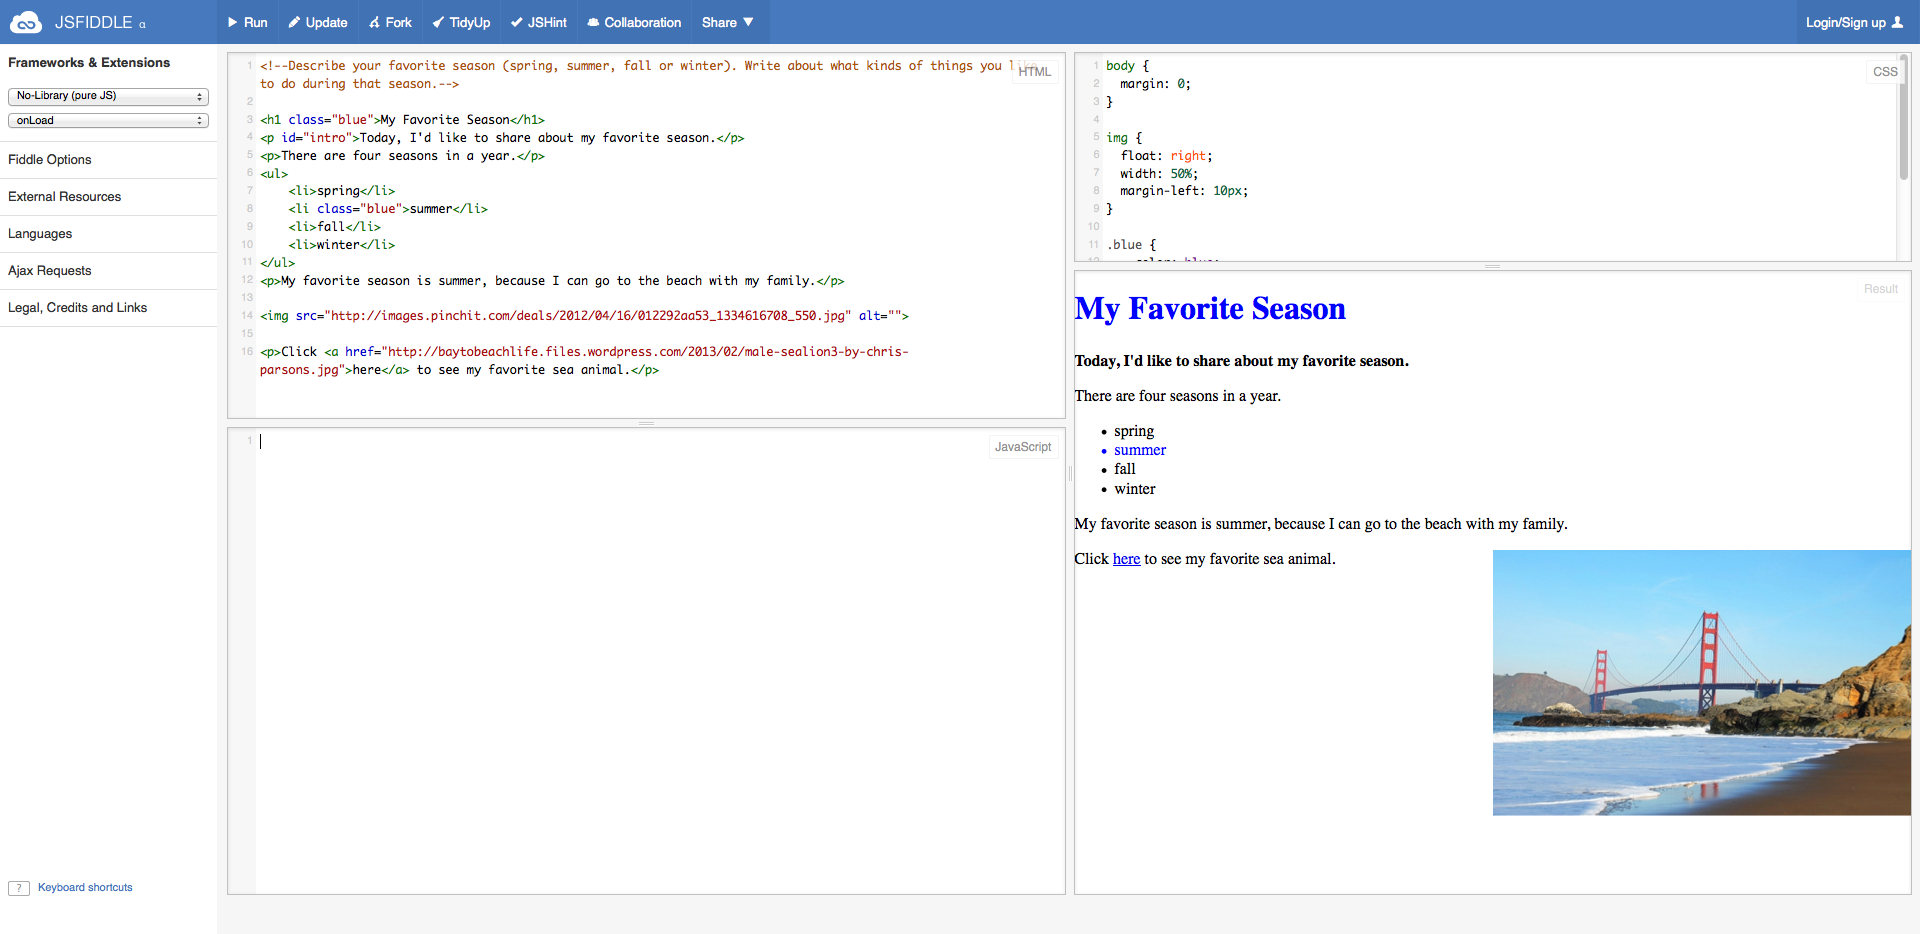 JSFIDDLE α
Run
Update
Fork
TidyUp
JSHint
Collaboration
Share ▼
Login/Sign up
Frameworks & Extensions
No-Library (pure JS)
onLoad
Fiddle Options
External Resources
Languages
Ajax Requests
Legal, Credits and Links
? Keyboard shortcuts
HTML
1 <!--Describe your favorite season (spring, summer, fall or winter). Write about what kinds of things you
to do during that season.-->
2
3 <h1 class="blue">My Favorite Season</h1>
4 <p id="intro">Today, I'd like to share about my favorite season.</p>
5 <p>There are four seasons in a year.</p>
6 <ul>
7     <li>spring</li>
8     <li class="blue">summer</li>
9     <li>fall</li>
10     <li>winter</li>
11 </ul>
12 <p>My favorite season is summer, because I can go to the beach with my family.</p>
13
14 <img src="http://images.pinchit.com/deals/2012/04/16/012292aa53_1334616708_550.jpg" alt="">
15
16 <p>Click <a href="http://baytobeachlife.files.wordpress.com/2013/02/male-sealion3-by-chris-
parsons.jpg">here</a> to see my favorite sea animal.</p>
JavaScript
1
CSS
1 body {
2   margin: 0;
3 }
4
5 img {
6   float: right;
7   width: 50%;
8   margin-left: 10px;
9 }
10
11 .blue {
Result
My Favorite Season
Today, I'd like to share about my favorite season.
There are four seasons in a year.
• spring
• summer
• fall
• winter
My favorite season is summer, because I can go to the beach with my family.
Click here to see my favorite sea animal.